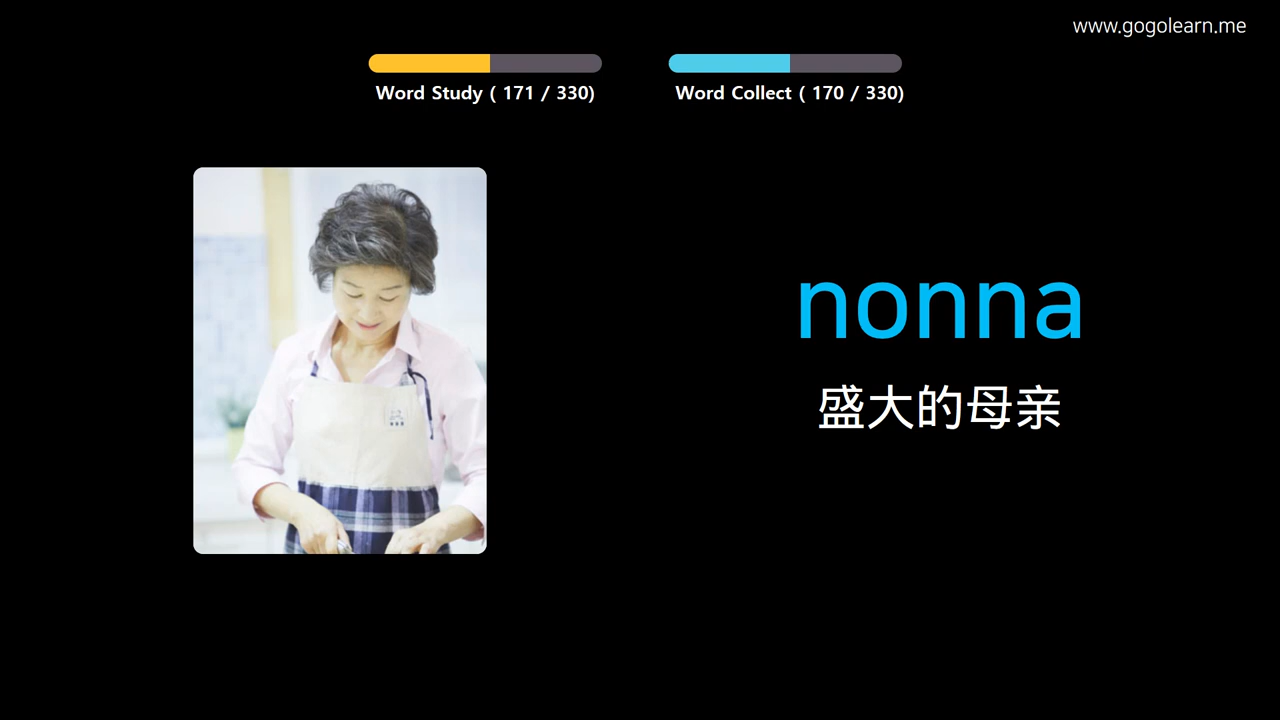 www.gogolearn.me
Word Study ( 171 / 330)
Word Collect ( 170 / 330)
nonna
盛大的母亲